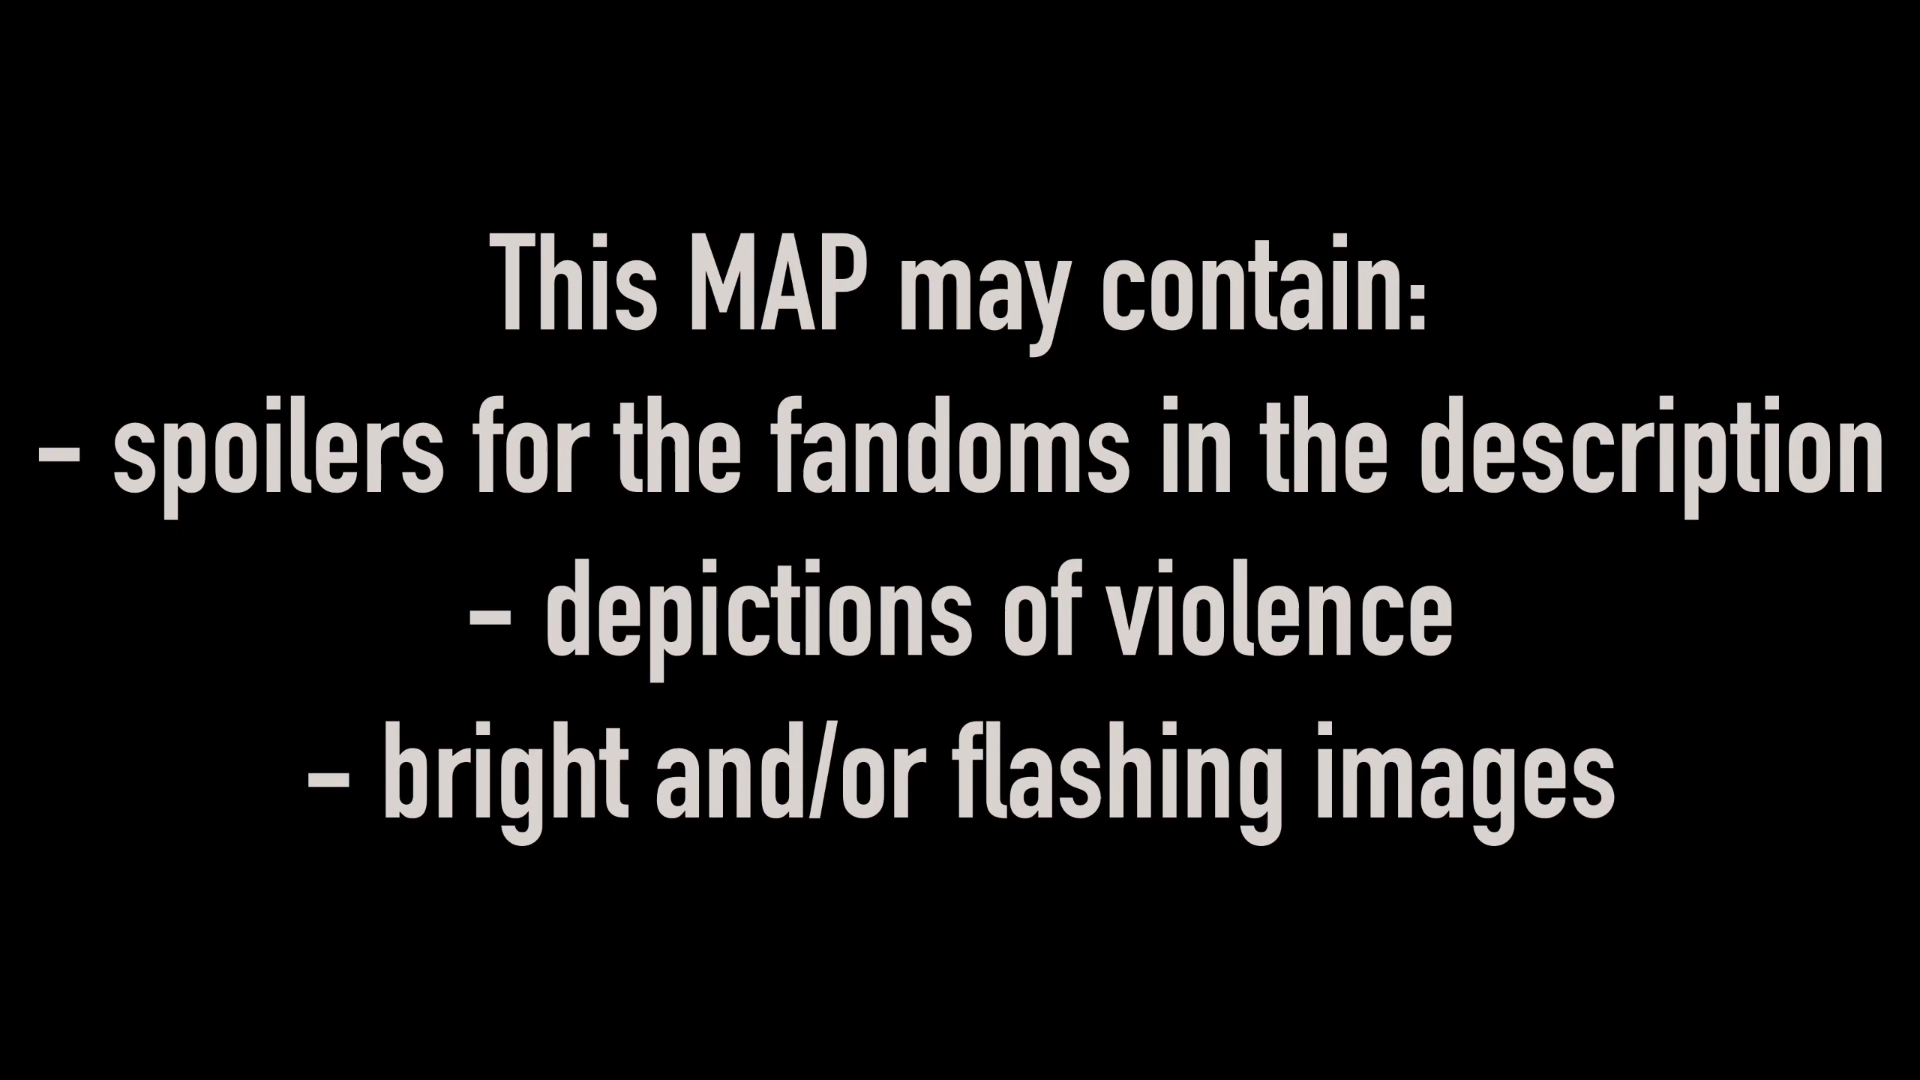 This MAP may contain:
- spoilers for the fandoms in the description
- depictions of violence
- bright and/or flashing images